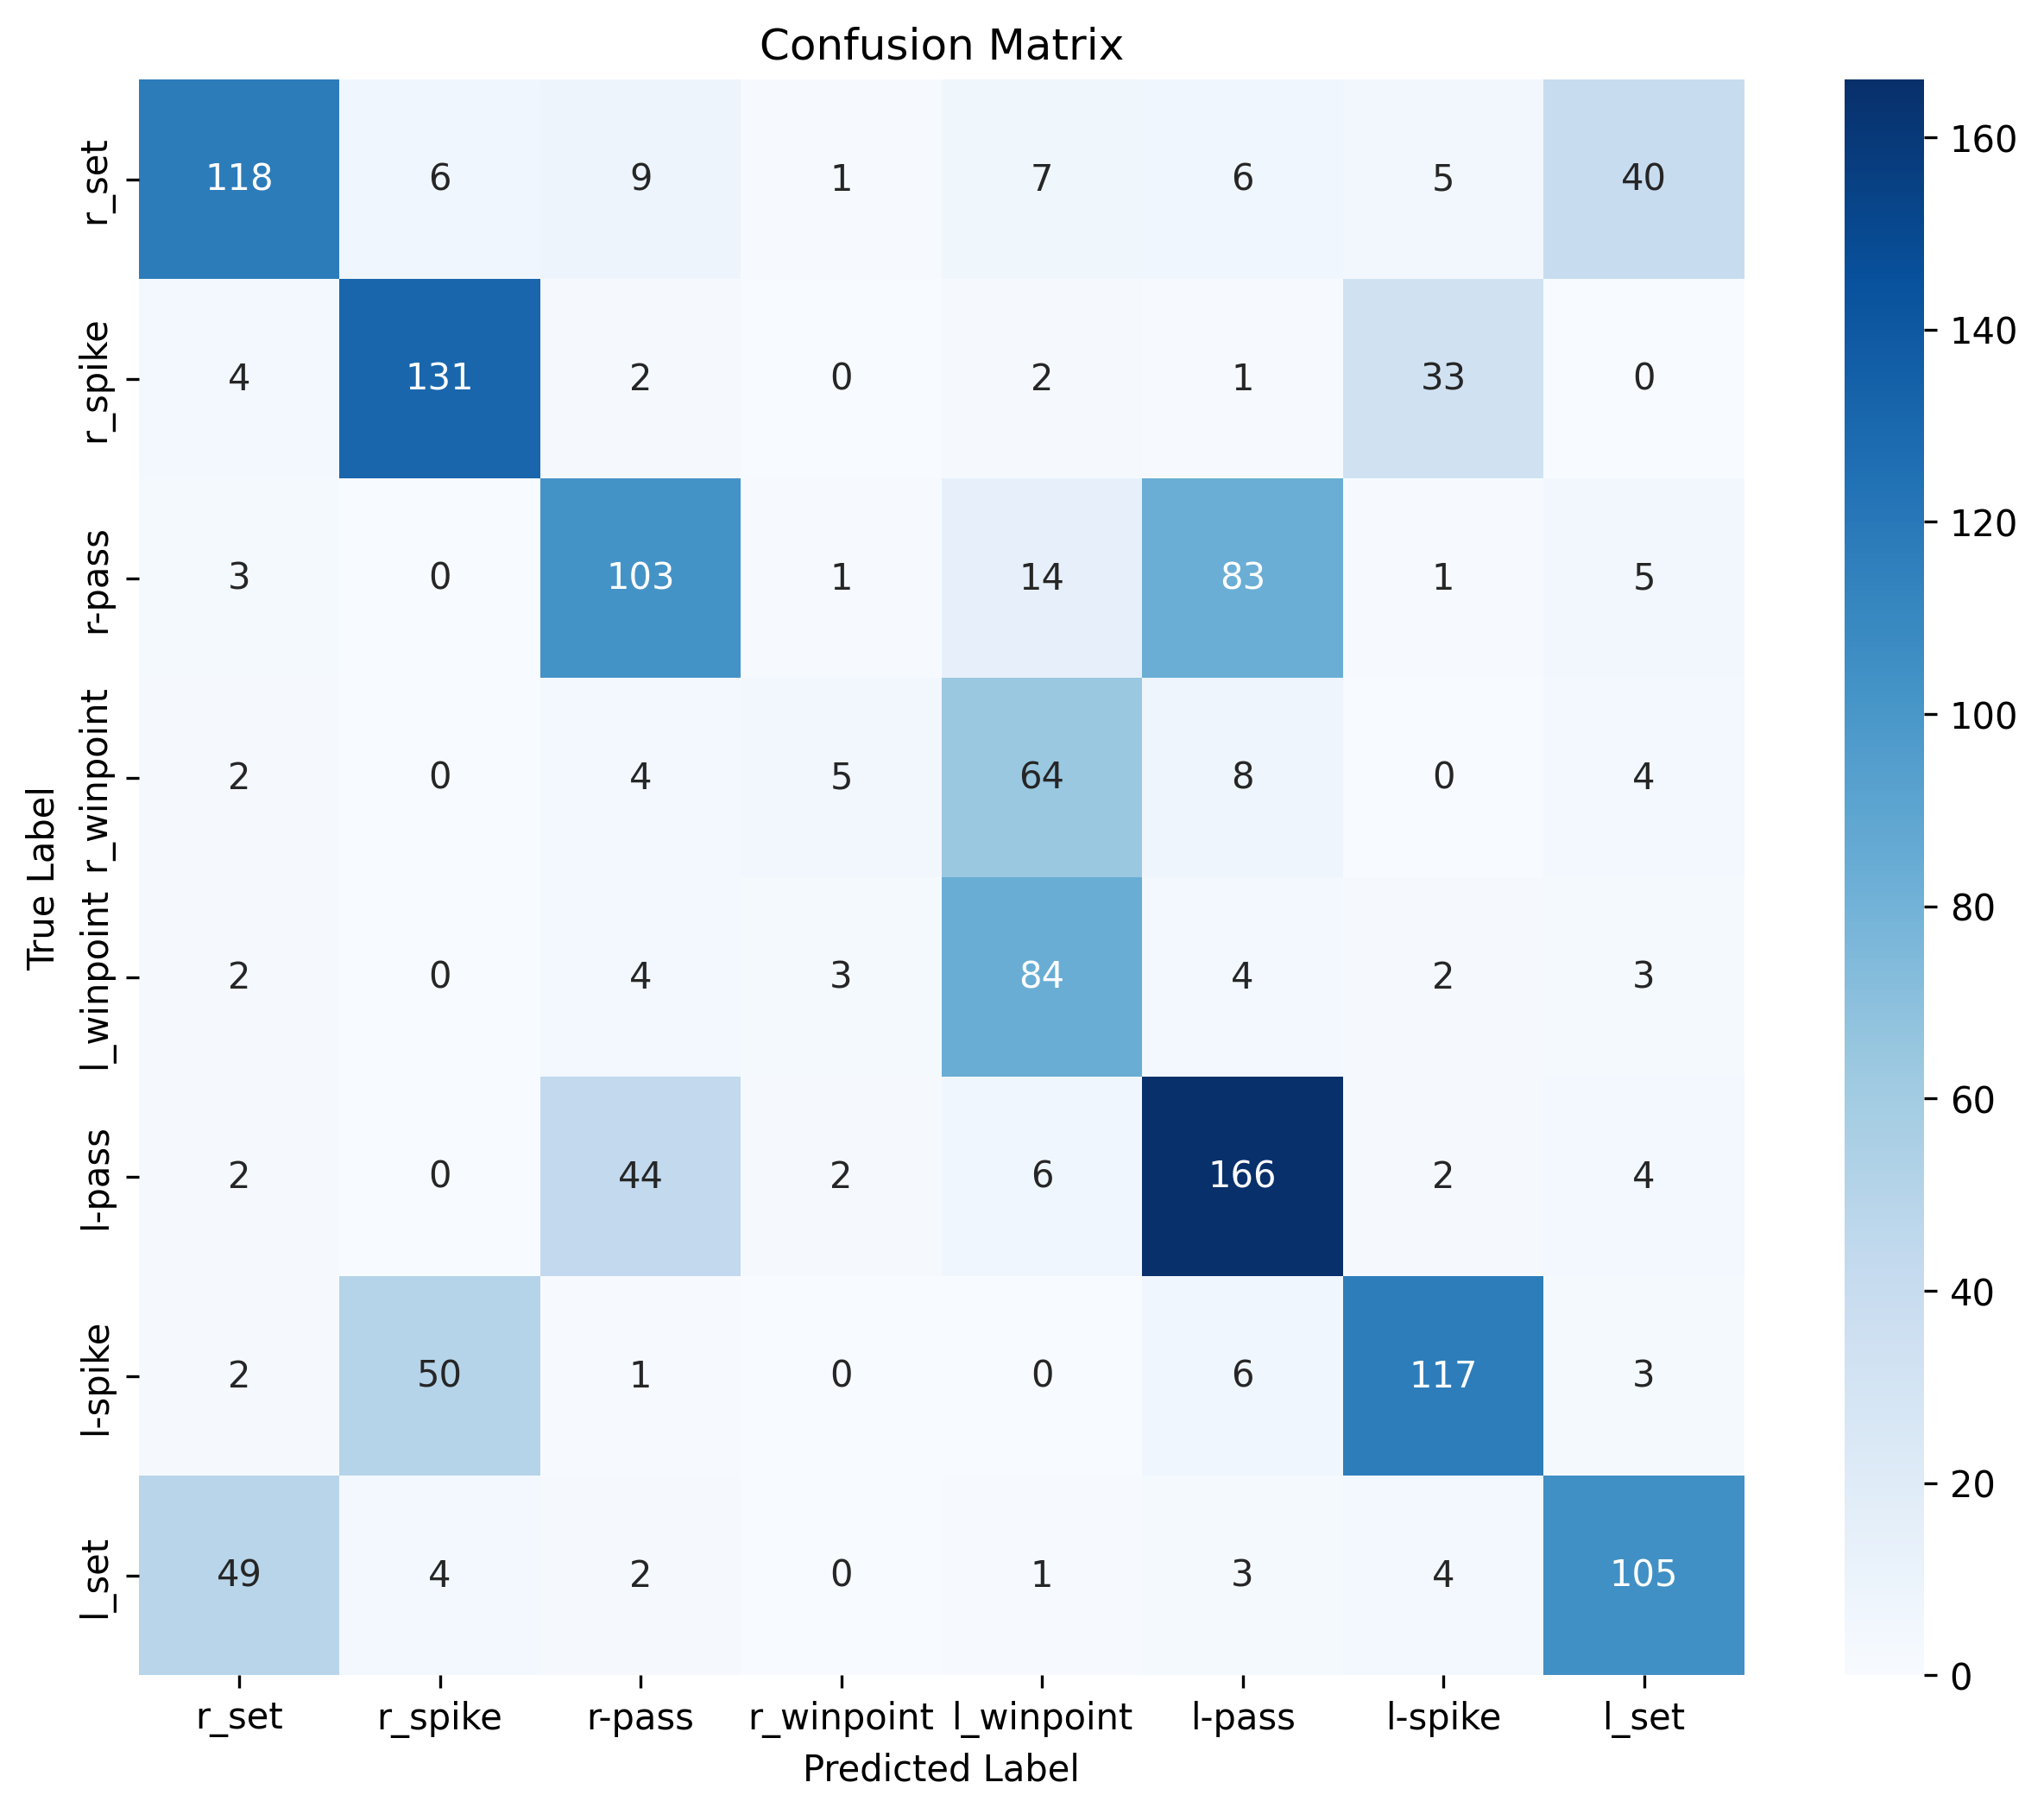 Confusion Matrix
r_set 118 6 9 1 7 6 5 40
r_spike 4 131 2 0 2 1 33 0
r-pass 3 0 103 1 14 83 1 5
r_winpoint 2 0 4 5 64 8 0 4
l_winpoint 2 0 4 3 84 4 2 3
l-pass 2 0 44 2 6 166 2 4
l-spike 2 50 1 0 0 6 117 3
l_set 49 4 2 0 1 3 4 105
r_set r_spike r-pass r_winpoint l_winpoint l-pass l-spike l_set
Predicted Label
True Label
160
140
120
100
80
60
40
20
0